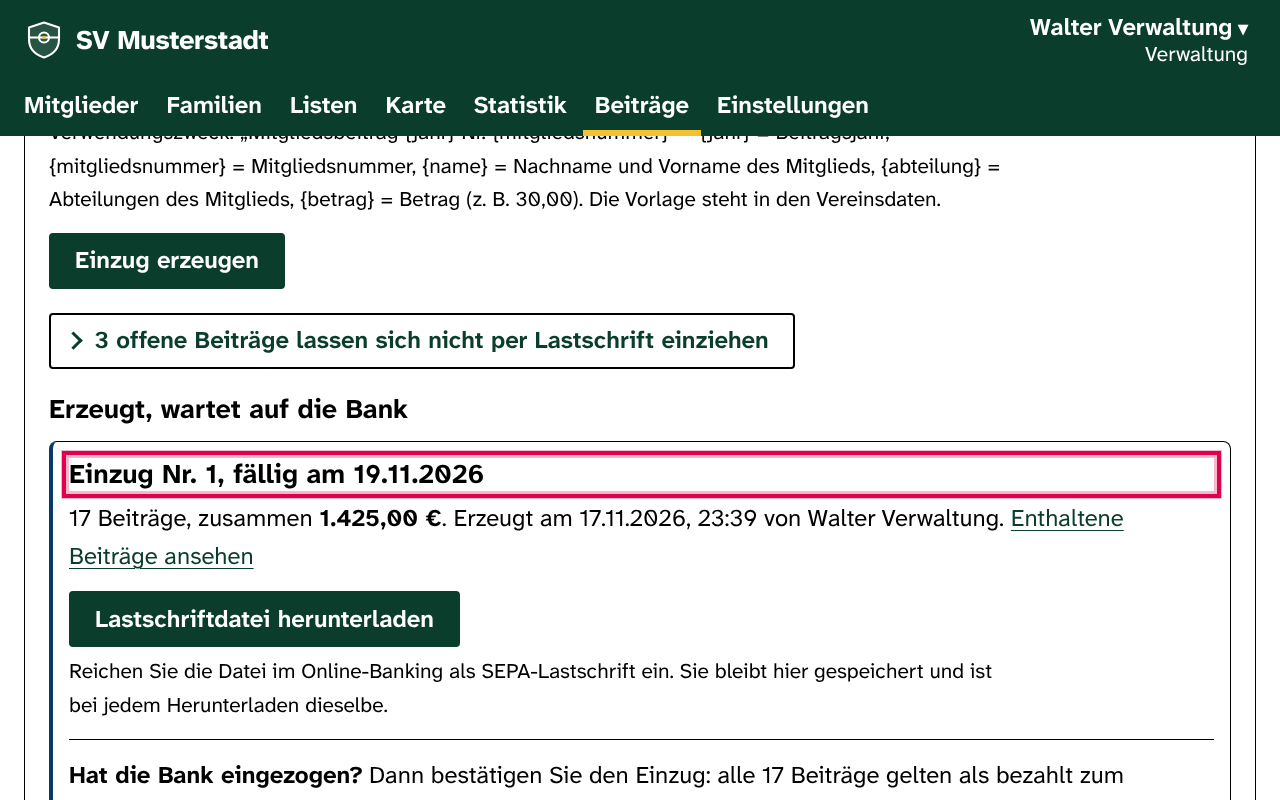 SV Musterstadt
Walter Verwaltung ▾
Verwaltung
Mitglieder Familien Listen Karte Statistik Beiträge Einstellungen
{mitgliedsnummer} = Mitgliedsnummer, {name} = Nachname und Vorname des Mitglieds, {abteilung} =
Abteilungen des Mitglieds, {betrag} = Betrag (z. B. 30,00). Die Vorlage steht in den Vereinsdaten.
Einzug erzeugen
3 offene Beiträge lassen sich nicht per Lastschrift einziehen
Erzeugt, wartet auf die Bank
Einzug Nr. 1, fällig am 19.11.2026
17 Beiträge, zusammen 1.425,00 €. Erzeugt am 17.11.2026, 23:39 von Walter Verwaltung. Enthaltene
Beiträge ansehen
Lastschriftdatei herunterladen
Reichen Sie die Datei im Online-Banking als SEPA-Lastschrift ein. Sie bleibt hier gespeichert und ist
bei jedem Herunterladen dieselbe.
Hat die Bank eingezogen? Dann bestätigen Sie den Einzug: alle 17 Beiträge gelten als bezahlt zum